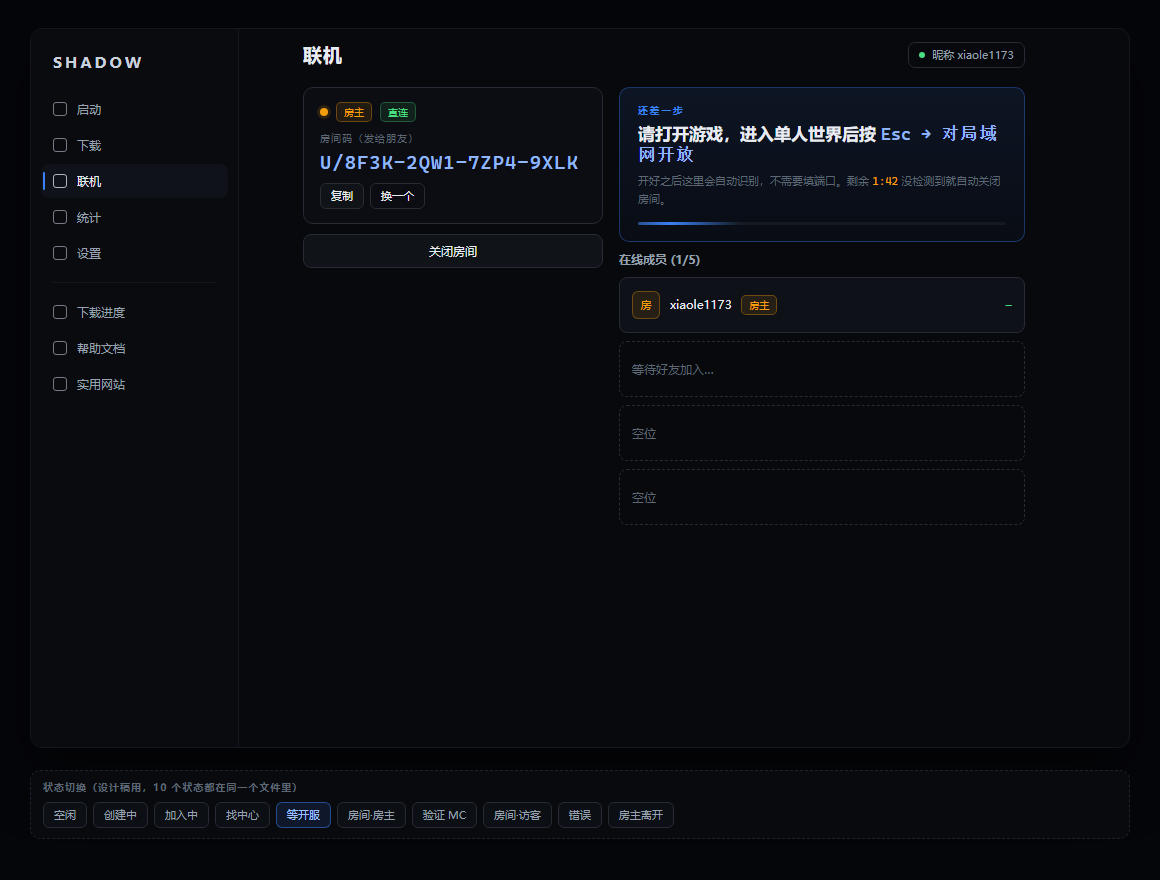 SHADOW
启动
下载
联机
统计
设置
下载进度
帮助文档
实用网站
联机
昵称 xiaole1173
房主
直连
房间码（发给朋友）
U/8F3K-2QW1-7ZP4-9XLK
复制
换一个
关闭房间
还差一步
请打开游戏，进入单人世界后按 Esc → 对局域
网开放
开好之后这里会自动识别，不需要填端口。剩余 1:42 没检测到就自动关闭
房间。
在线成员 (1/5)
房
xiaole1173
房主
–
等待好友加入…
空位
空位
状态切换（设计稿用，10 个状态都在同一个文件里）
空闲
创建中
加入中
找中心
等开服
房间·房主
验证 MC
房间·访客
错误
房主离开